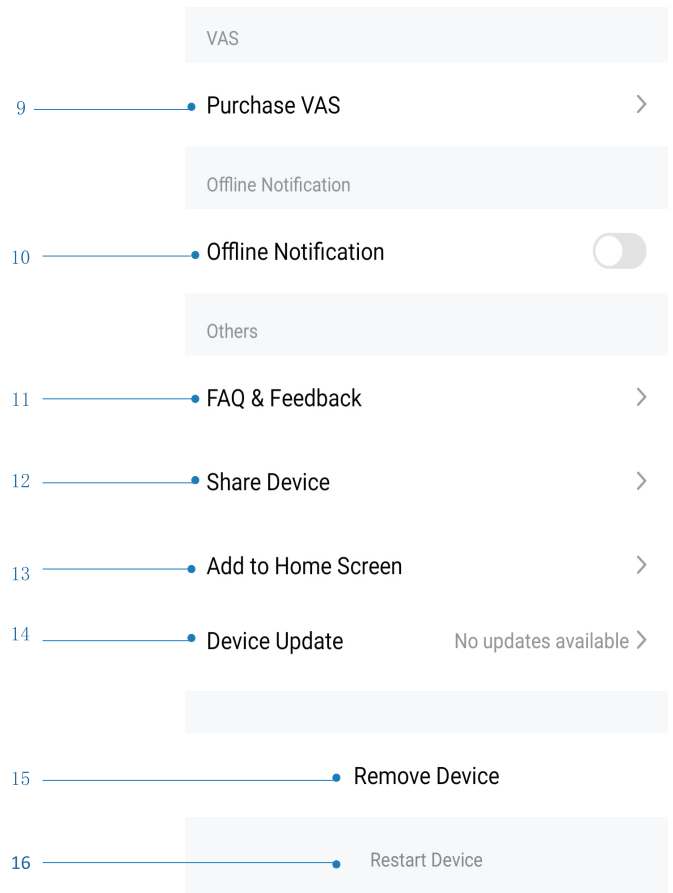 VAS
9 Purchase VAS
Offline Notification
10 Offline Notification
Others
11 FAQ & Feedback
12 Share Device
13 Add to Home Screen
14 Device Update No updates available
15 Remove Device
16 Restart Device